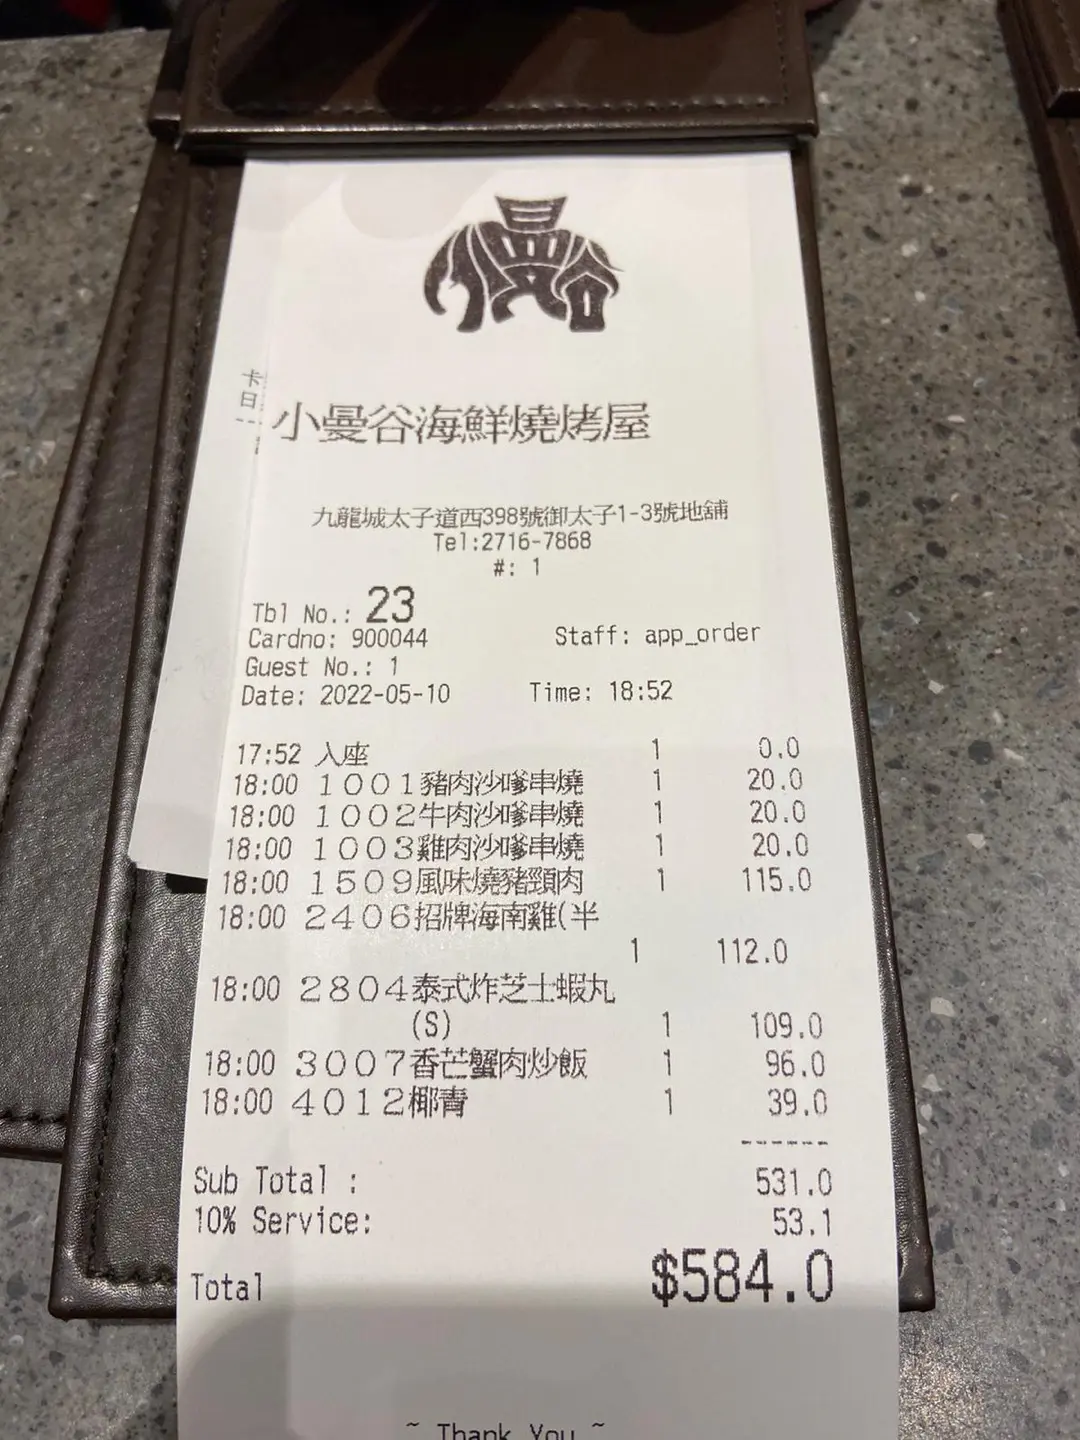 小曼谷
卡
日
小曼谷海鮮燒烤屋
九龍城太子道西398號御太子1-3號地舖
Tel:2716-7868
#: 1
Tbl No.: 23
Cardno: 900044 Staff: app_order
Guest No.: 1
Date: 2022-05-10 Time: 18:52
17:52 入座 1 0.0
18:00 1001豬肉沙嗲串燒 1 20.0
18:00 1002牛肉沙嗲串燒 1 20.0
18:00 1003雞肉沙嗲串燒 1 20.0
18:00 1509風味燒豬頸肉 1 115.0
18:00 2406招牌海南雞(半
1 112.0
18:00 2804泰式炸芝士蝦丸
(S) 1 109.0
18:00 3007香芒蟹肉炒飯 1 96.0
18:00 4012椰青 1 39.0
------
Sub Total : 531.0
10% Service: 53.1
Total $584.0
~ Thank You ~